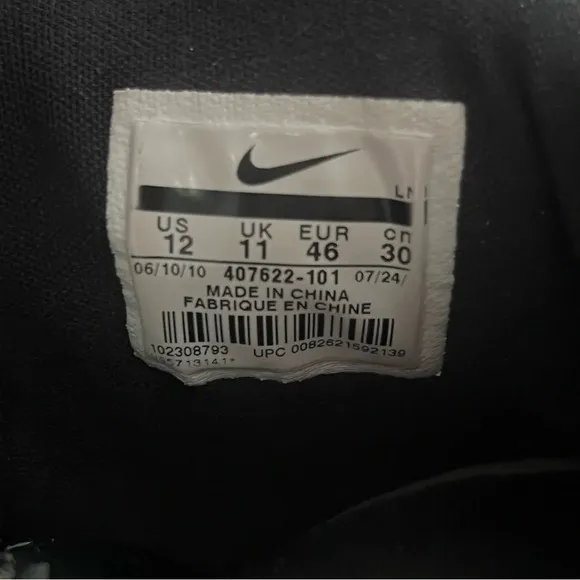 US UK EUR cm
12 11 46 30
06/10/10 407622-101 07/24/
MADE IN CHINA
FABRIQUE EN CHINE
102308793 UPC 0082621592139